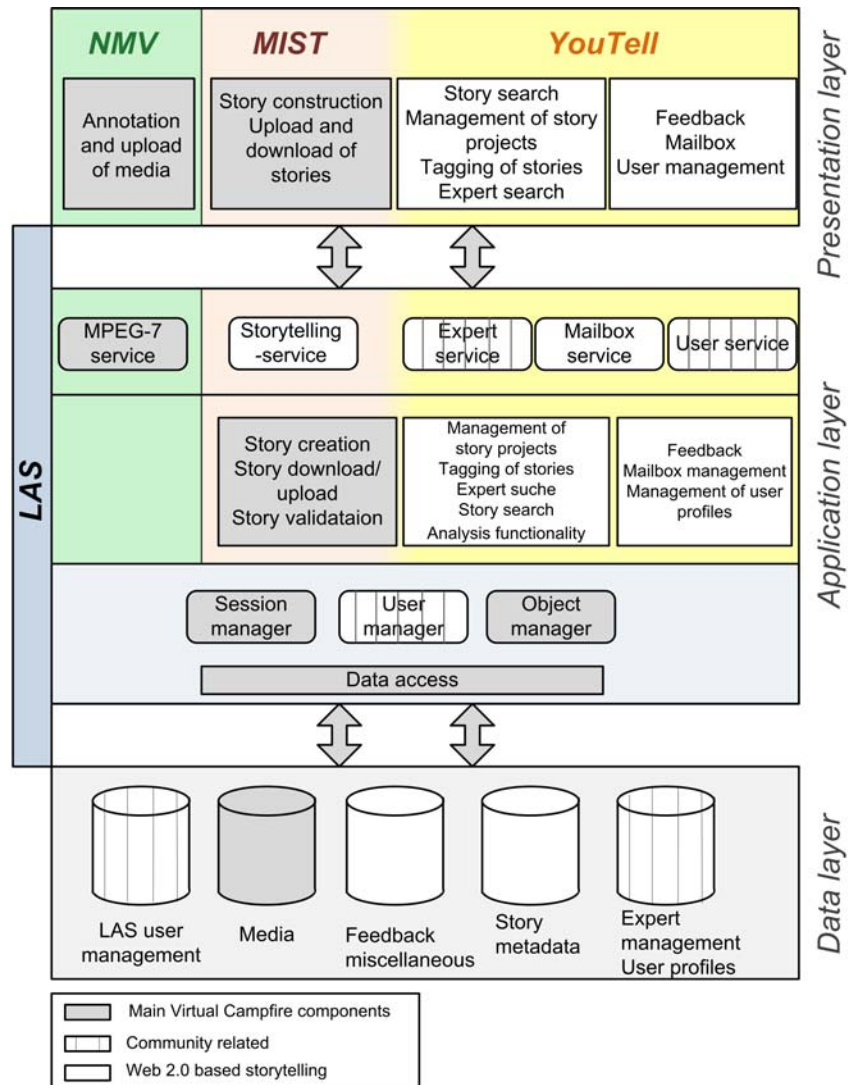 NMV
MIST
YouTell
Annotation
and upload
of media
Story construction
Upload and
download of
stories
Story search
Management of story
projects
Tagging of stories
Expert search
Feedback
Mailbox
User management
Presentation layer
LAS
MPEG-7
service
Storytelling
-service
Expert
service
Mailbox
service
User service
Story creation
Story download/
upload
Story validataion
Management of
story projects
Tagging of stories
Expert suche
Story search
Analysis functionality
Feedback
Mailbox management
Management of user
profiles
Application layer
Session
manager
User
manager
Object
manager
Data access
LAS user
management
Media
Feedback
miscellaneous
Story
metadata
Expert
management
User profiles
Data layer
Main Virtual Campfire components
Community related
Web 2.0 based storytelling